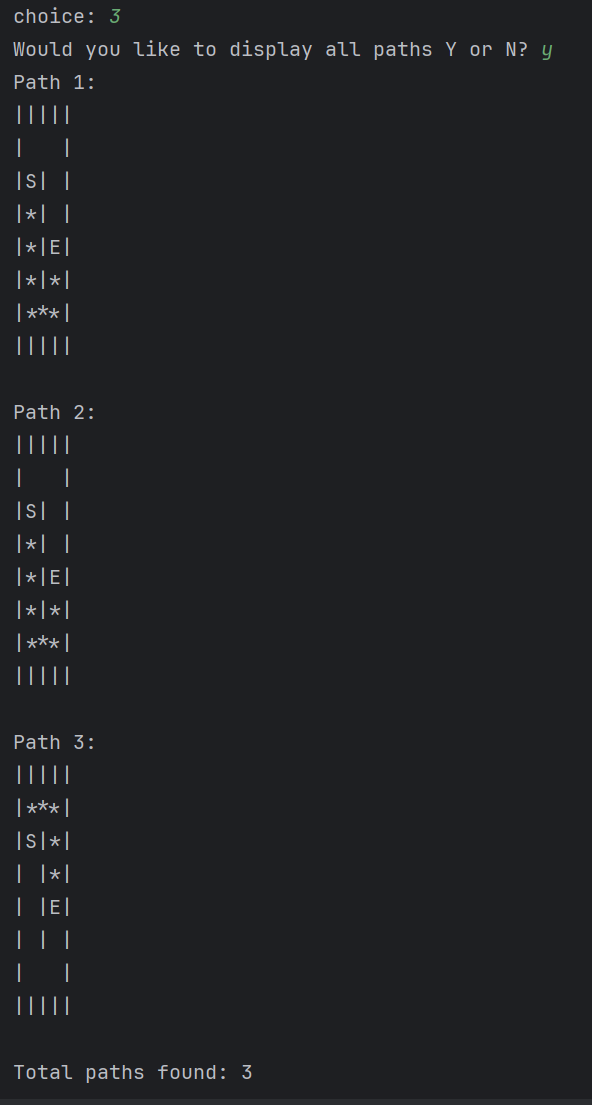 choice: 3
Would you like to display all paths Y or N? y
Path 1:
|||||
|   |
|S| |
|*| |
|*|E|
|*|*|
|***|
|||||

Path 2:
|||||
|   |
|S| |
|*| |
|*|E|
|*|*|
|***|
|||||

Path 3:
|||||
|***|
|S|*|
| |*|
| |E|
| | |
|   |
|||||

Total paths found: 3